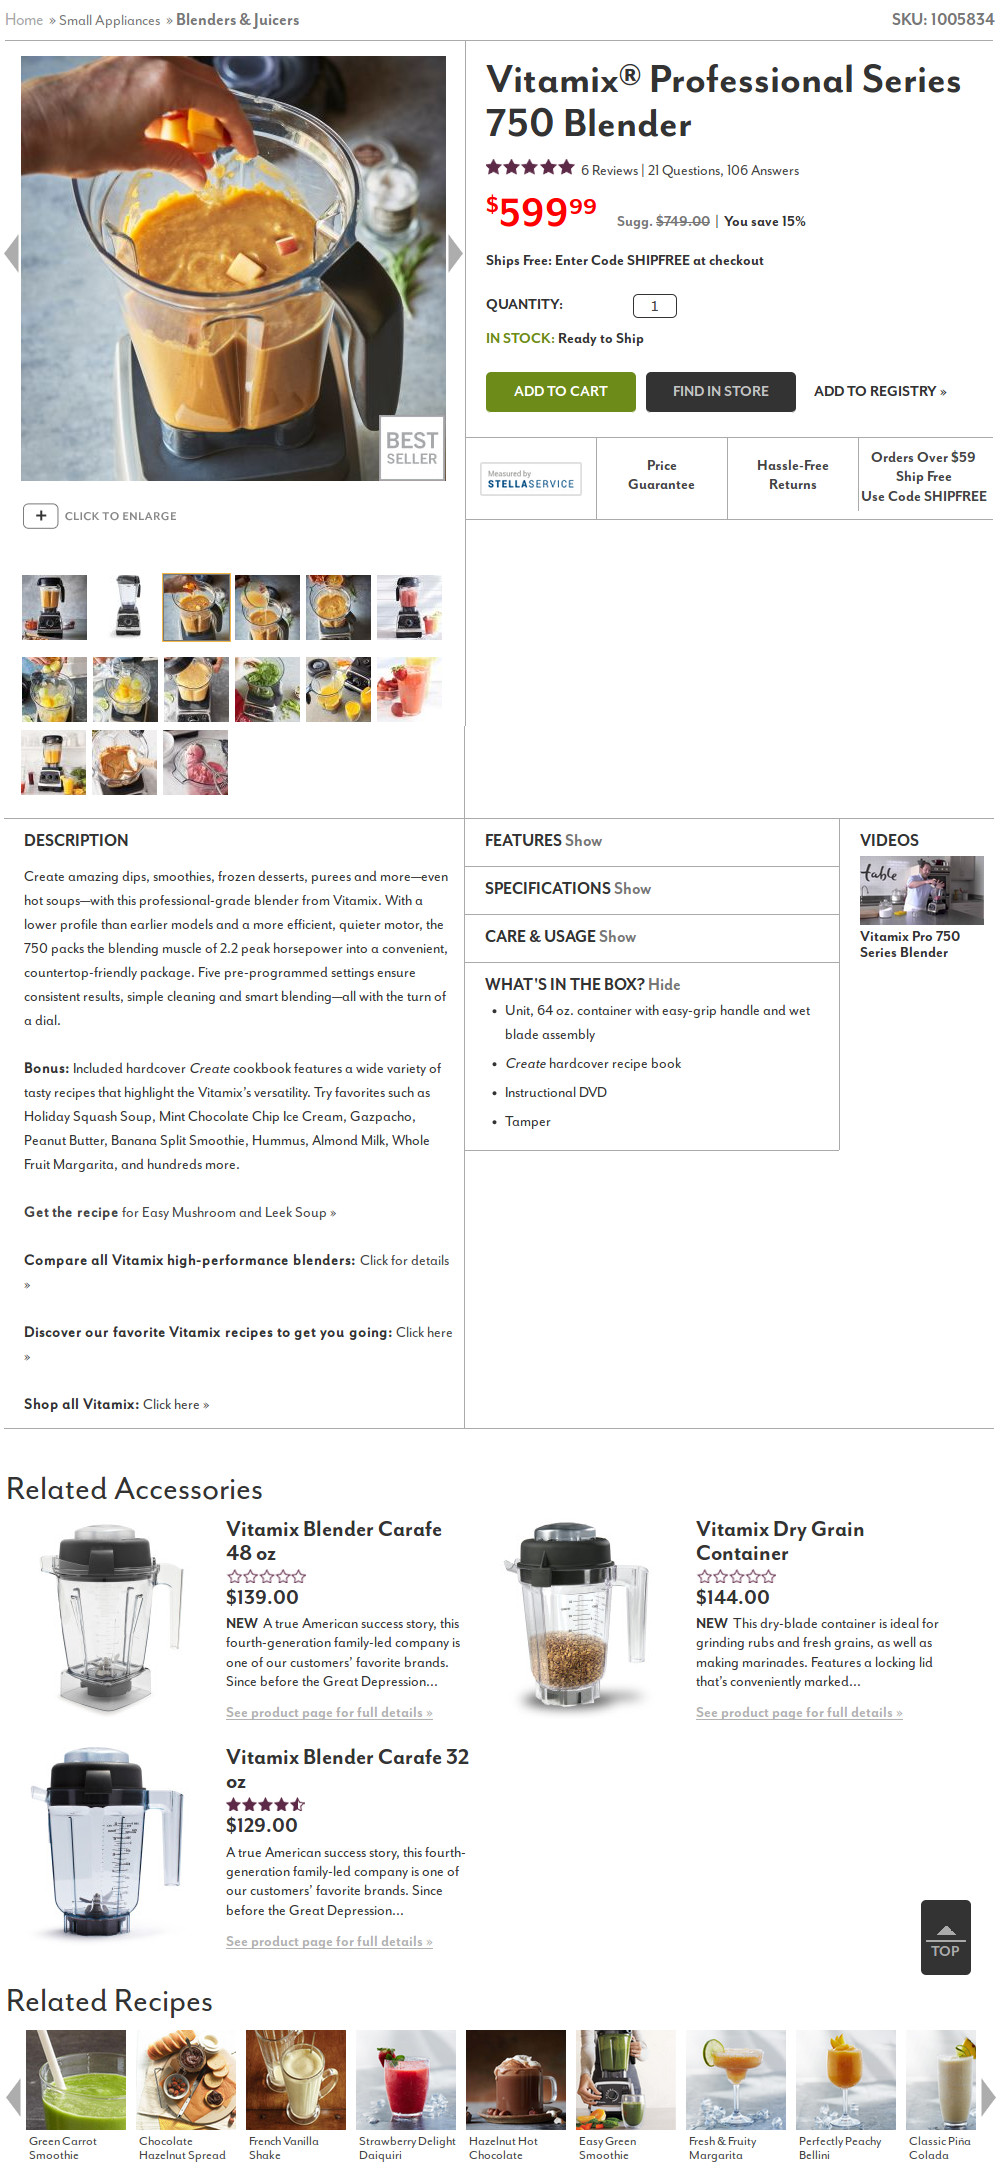 Home » Small Appliances » Blenders & Juicers
SKU: 1005834
Vitamix® Professional Series
750 Blender
6 Reviews | 21 Questions, 106 Answers
$599 99 Sugg. $749.00 | You save 15%
Ships Free: Enter Code SHIPFREE at checkout
QUANTITY: 1
IN STOCK: Ready to Ship
ADD TO CART FIND IN STORE ADD TO REGISTRY »
BEST
SELLER
Measured by
STELLASERVICE
Price
Guarantee
Hassle-Free
Returns
Orders Over $59
Ship Free
Use Code SHIPFREE
+ CLICK TO ENLARGE
DESCRIPTION
Create amazing dips, smoothies, frozen desserts, purees and more—even
hot soups—with this professional-grade blender from Vitamix. With a
lower profile than earlier models and a more efficient, quieter motor, the
750 packs the blending muscle of 2.2 peak horsepower into a convenient,
countertop-friendly package. Five pre-programmed settings ensure
consistent results, simple cleaning and smart blending—all with the turn of
a dial.
Bonus: Included hardcover Create cookbook features a wide variety of
tasty recipes that highlight the Vitamix's versatility. Try favorites such as
Holiday Squash Soup, Mint Chocolate Chip Ice Cream, Gazpacho,
Peanut Butter, Banana Split Smoothie, Hummus, Almond Milk, Whole
Fruit Margarita, and hundreds more.
Get the recipe for Easy Mushroom and Leek Soup »
Compare all Vitamix high-performance blenders: Click for details
»
Discover our favorite Vitamix recipes to get you going: Click here
»
Shop all Vitamix: Click here »
FEATURES Show
SPECIFICATIONS Show
CARE & USAGE Show
WHAT'S IN THE BOX? Hide
• Unit, 64 oz. container with easy-grip handle and wet
blade assembly
• Create hardcover recipe book
• Instructional DVD
• Tamper
VIDEOS
table
Vitamix Pro 750
Series Blender
Related Accessories
Vitamix Blender Carafe
48 oz
$139.00
NEW A true American success story, this
fourth-generation family-led company is
one of our customers' favorite brands.
Since before the Great Depression...
See product page for full details »
Vitamix Dry Grain
Container
$144.00
NEW This dry-blade container is ideal for
grinding rubs and fresh grains, as well as
making marinades. Features a locking lid
that's conveniently marked...
See product page for full details »
Vitamix Blender Carafe 32
oz
$129.00
A true American success story, this fourth-
generation family-led company is one of
our customers' favorite brands. Since
before the Great Depression...
See product page for full details »
TOP
Related Recipes
Green Carrot
Smoothie
Chocolate
Hazelnut Spread
French Vanilla
Shake
Strawberry Delight
Daiquiri
Hazelnut Hot
Chocolate
Easy Green
Smoothie
Fresh & Fruity
Margarita
Perfectly Peachy
Bellini
Classic Piña
Colada